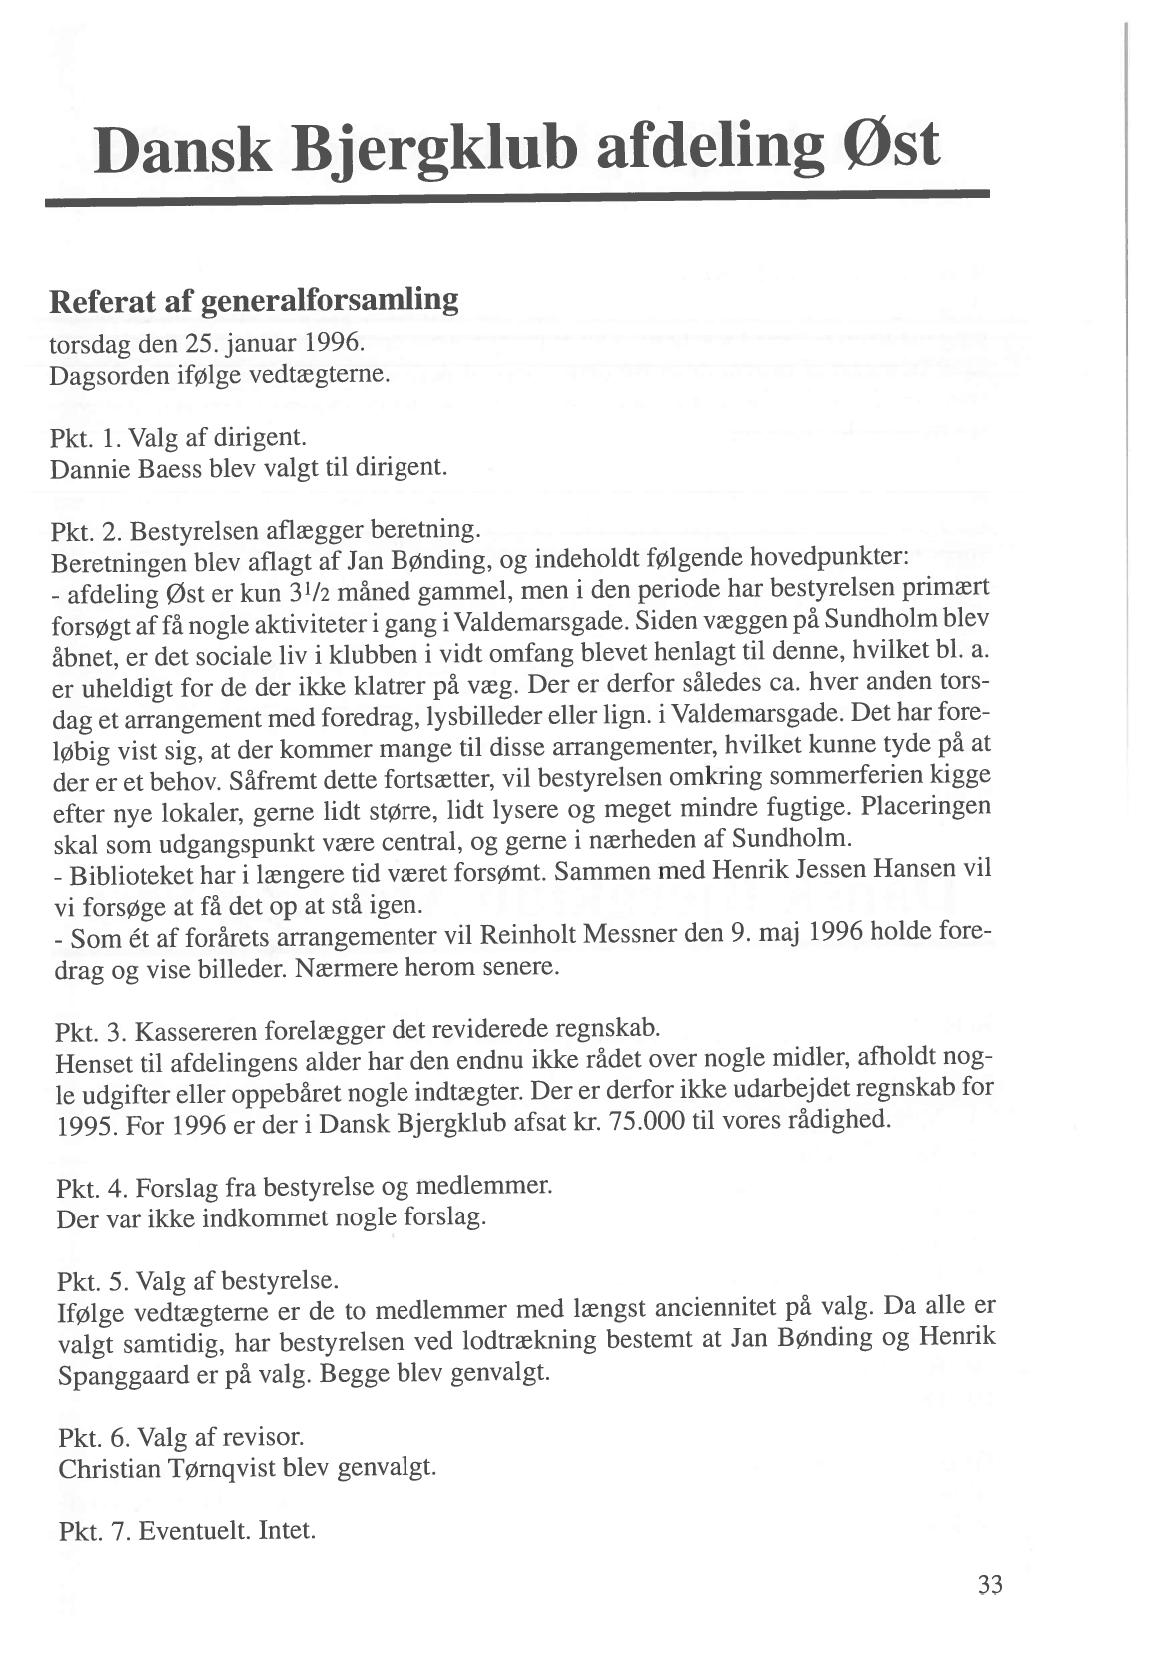 Dansk Bjergklub afdeling Øst
Referat af generalforsamling
torsdag den 25. januar 1996.
Dagsorden ifølge vedtægterne.
Pkt. 1. Valg af dirigent.
Dannie Baess blev valgt til dirigent.
Pkt. 2. Bestyrelsen aflægger beretning.
Beretningen blev aflagt af Jan Bønding, og indeholdt følgende hovedpunkter:
- afdeling Øst er kun 3 1/2 måned gammel, men i den periode har bestyrelsen primært
forsøgt af få nogle aktiviteter i gang i Valdemarsgade. Siden væggen på Sundholm blev
åbnet, er det sociale liv i klubben i vidt omfang blevet henlagt til denne, hvilket bl. a.
er uheldigt for de der ikke klatrer på væg. Der er derfor således ca. hver anden tors-
dag et arrangement med foredrag, lysbilleder eller lign. i Valdemarsgade. Det har fore-
løbig vist sig, at der kommer mange til disse arrangementer, hvilket kunne tyde på at
der er et behov. Såfremt dette fortsætter, vil bestyrelsen omkring sommerferien kigge
efter nye lokaler, gerne lidt større, lidt lysere og meget mindre fugtige. Placeringen
skal som udgangspunkt være central, og gerne i nærheden af Sundholm.
- Biblioteket har i længere tid været forsømt. Sammen med Henrik Jessen Hansen vil
vi forsøge at få det op at stå igen.
- Som ét af forårets arrangementer vil Reinholt Messner den 9. maj 1996 holde fore-
drag og vise billeder. Nærmere herom senere.
Pkt. 3. Kassereren forelægger det reviderede regnskab.
Henset til afdelingens alder har den endnu ikke rådet over nogle midler, afholdt nog-
le udgifter eller oppebåret nogle indtægter. Der er derfor ikke udarbejdet regnskab for
1995. For 1996 er der i Dansk Bjergklub afsat kr. 75.000 til vores rådighed.
Pkt. 4. Forslag fra bestyrelse og medlemmer.
Der var ikke indkommet nogle forslag.
Pkt. 5. Valg af bestyrelse.
Ifølge vedtægterne er de to medlemmer med længst anciennitet på valg. Da alle er
valgt samtidig, har bestyrelsen ved lodtrækning bestemt at Jan Bønding og Henrik
Spanggaard er på valg. Begge blev genvalgt.
Pkt. 6. Valg af revisor.
Christian Tørnqvist blev genvalgt.
Pkt. 7. Eventuelt. Intet.
33